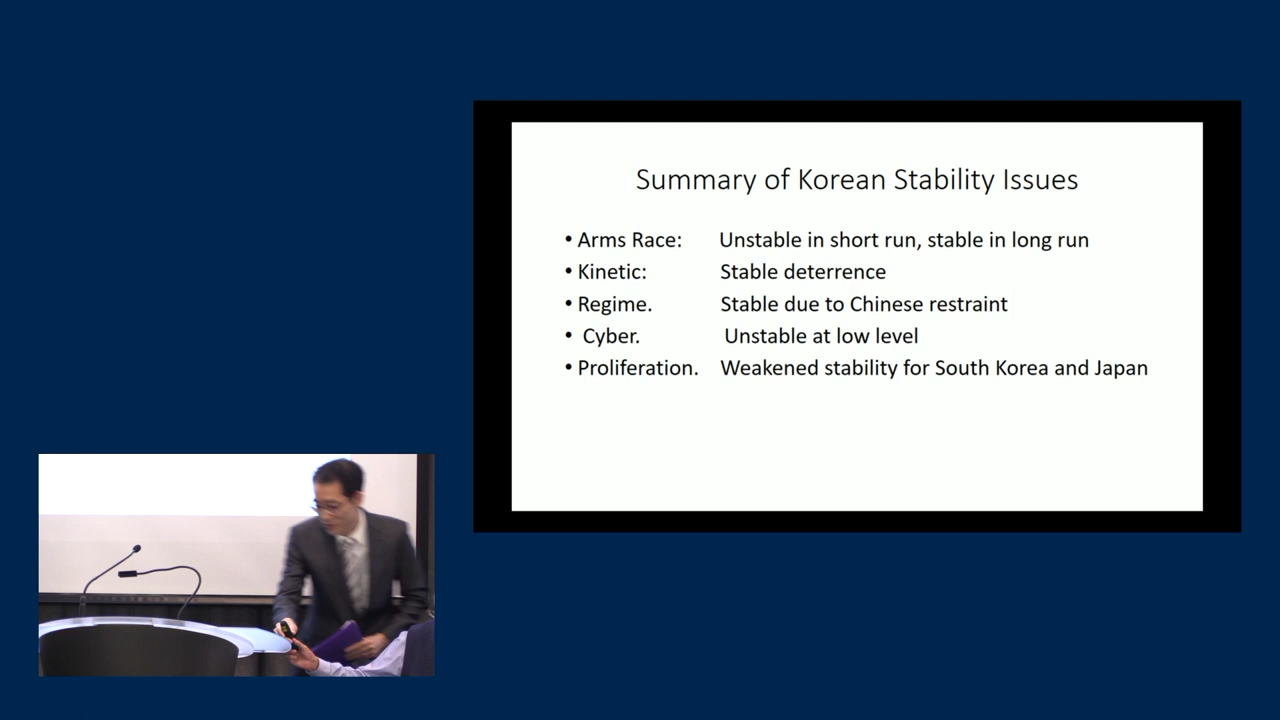 Summary of Korean Stability Issues
• Arms Race: Unstable in short run, stable in long run
• Kinetic: Stable deterrence
• Regime. Stable due to Chinese restraint
• Cyber. Unstable at low level
• Proliferation. Weakened stability for South Korea and Japan